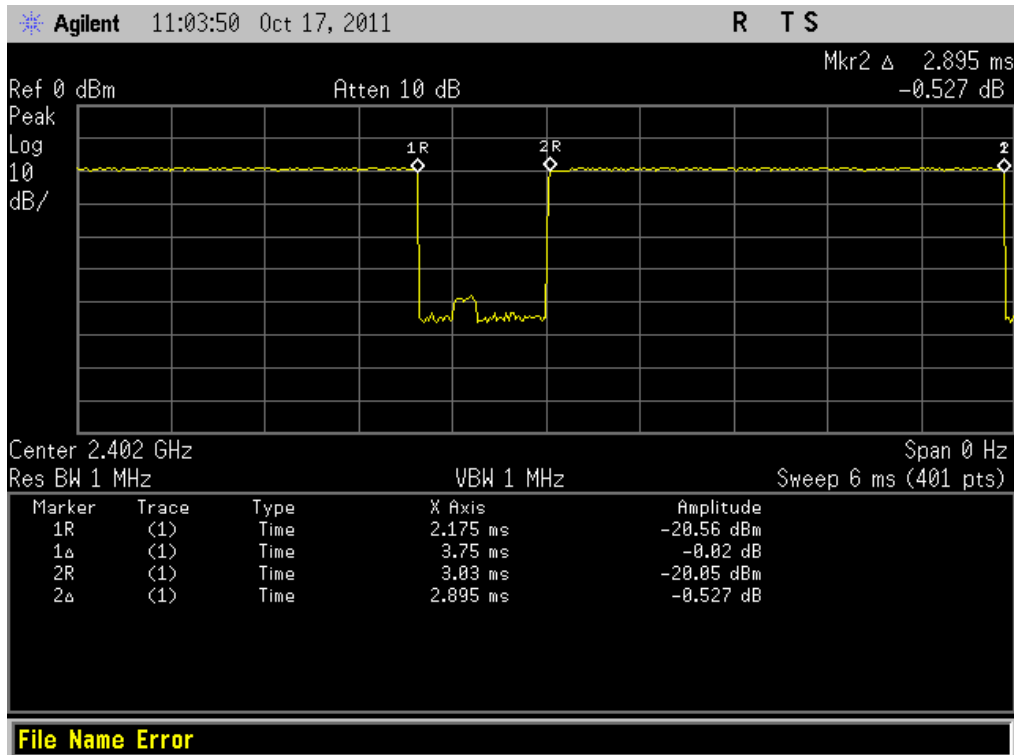 Agilent 11:03:50 Oct 17, 2011 R T S
Mkr2 Δ 2.895 ms
Ref 0 dBm Atten 10 dB -0.527 dB
Peak
Log
10
dB/
1R 2R 2
Center 2.402 GHz Span 0 Hz
Res BW 1 MHz VBW 1 MHz Sweep 6 ms (401 pts)
Marker Trace Type X Axis Amplitude
1R (1) Time 2.175 ms -20.56 dBm
1Δ (1) Time 3.75 ms -0.02 dB
2R (1) Time 3.03 ms -20.05 dBm
2Δ (1) Time 2.895 ms -0.527 dB
File Name Error